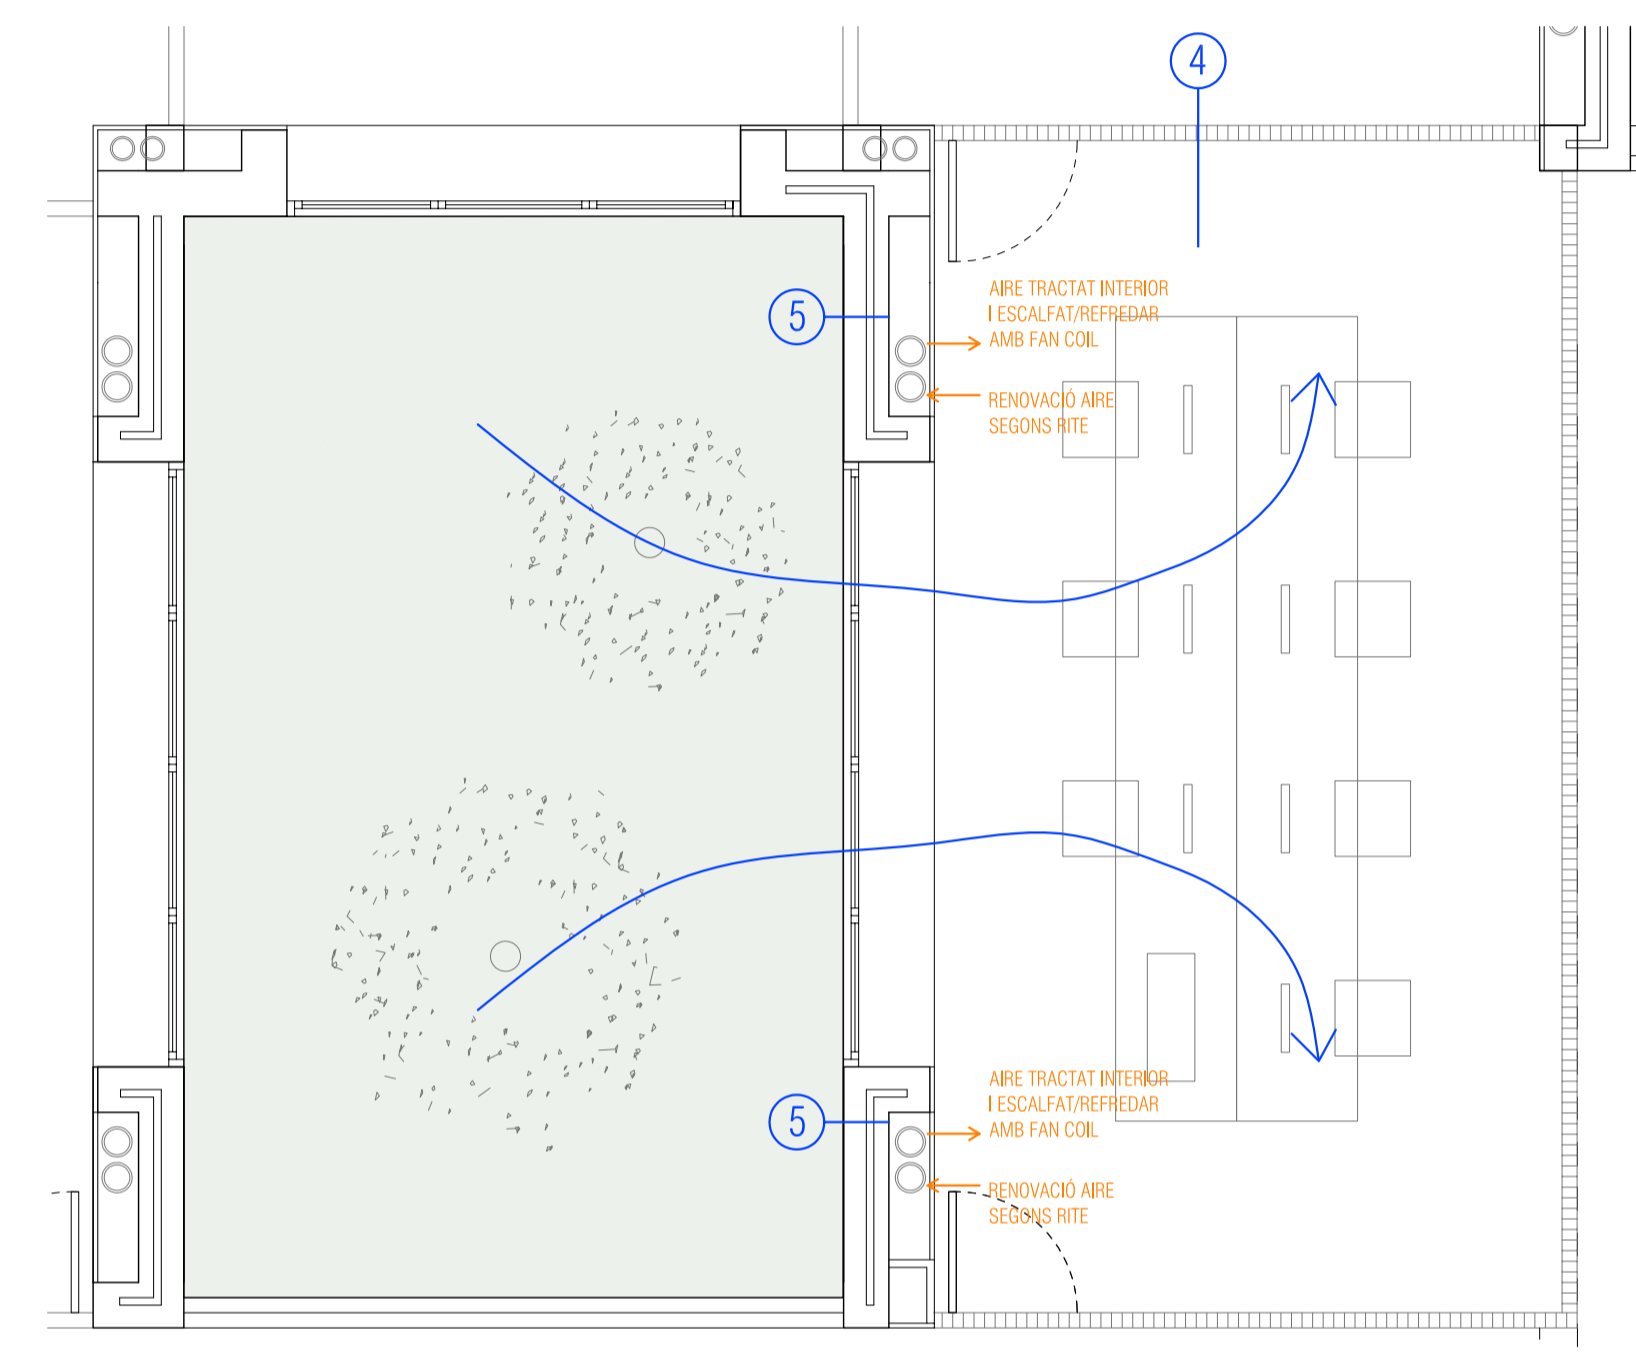 4
5
AIRE TRACTAT INTERIOR
I ESCALFAT/REFREDAR
AMB FAN COIL
RENOVACIÓ AIRE
SEGONS RITE
5
AIRE TRACTAT INTERIOR
I ESCALFAT/REFREDAR
AMB FAN COIL
RENOVACIÓ AIRE
SEGONS RITE